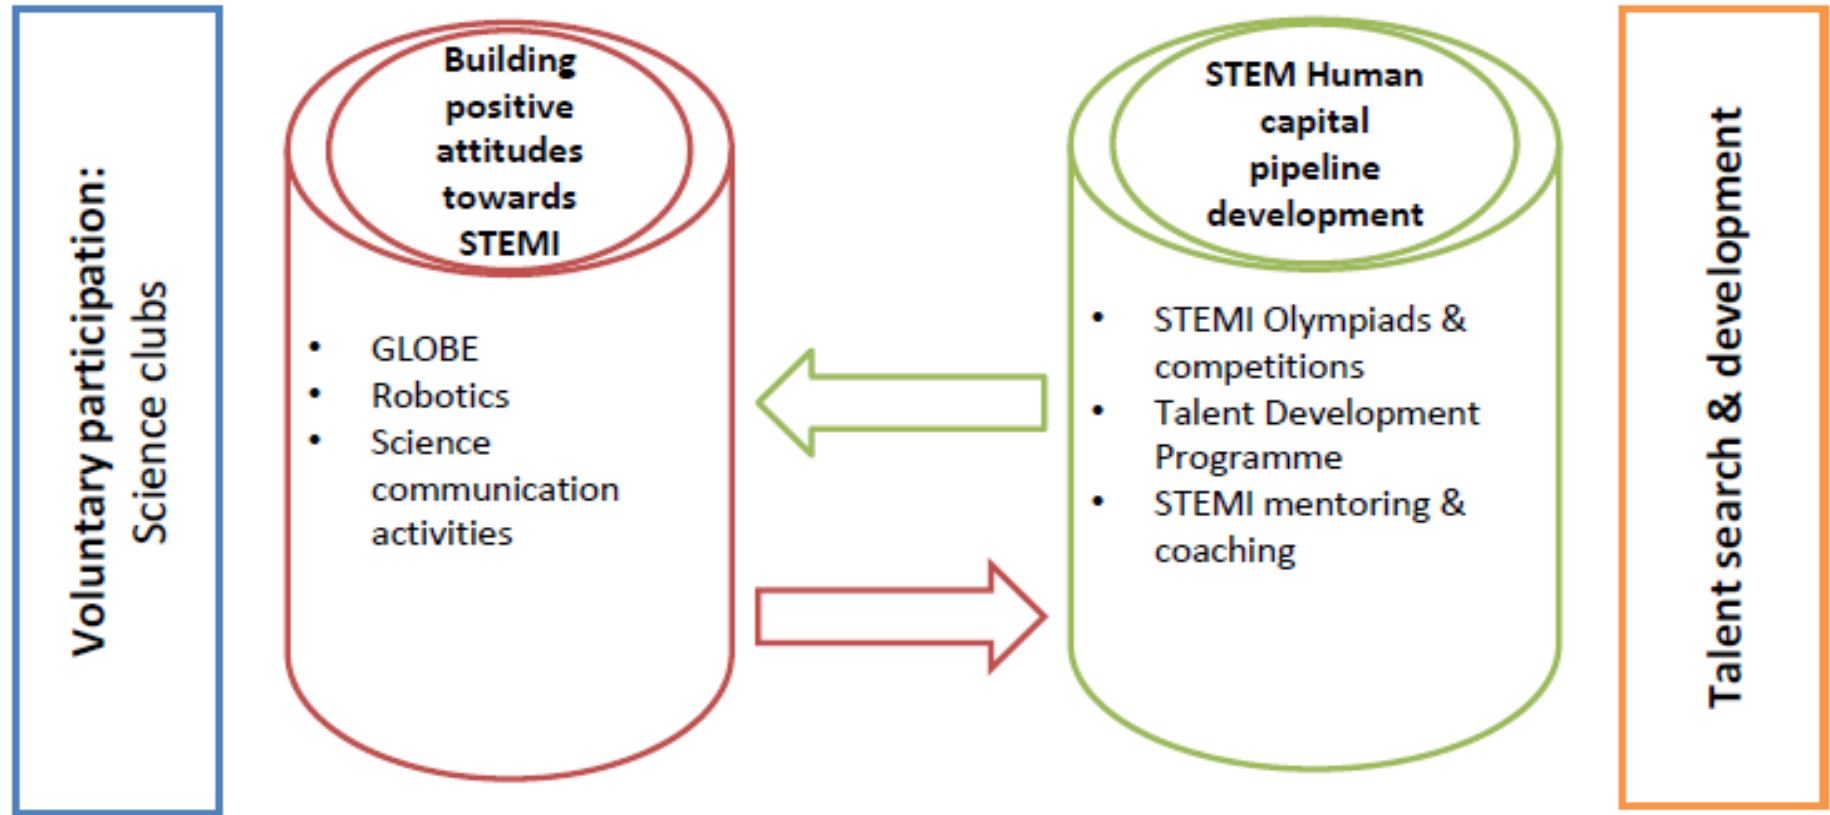 Voluntary participation:
Science clubs
Building
positive
attitudes
towards
STEMI
• GLOBE
• Robotics
• Science
communication
activities
STEM Human
capital
pipeline
development
• STEMI Olympiads &
competitions
• Talent Development
Programme
• STEMI mentoring &
coaching
Talent search & development